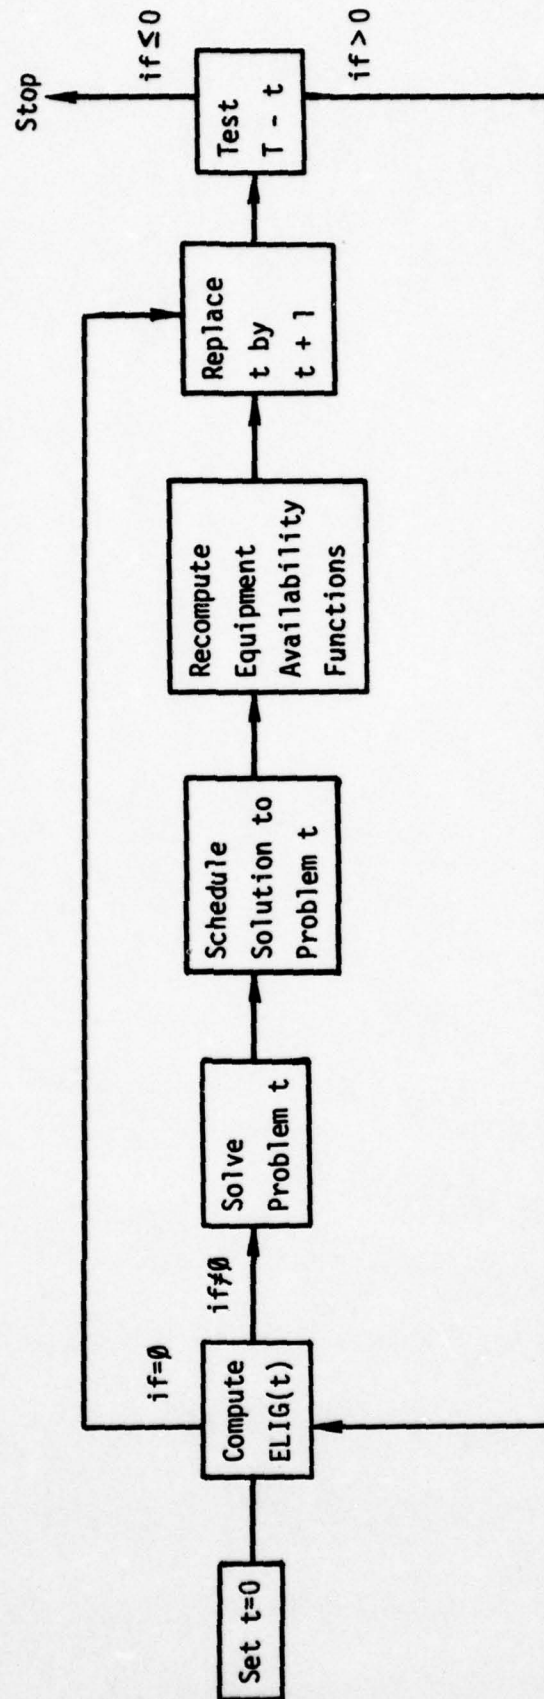 Set t=0
Compute
ELIG(t)
if=Ø
if≠Ø
Solve
Problem t
Schedule
Solution to
Problem t
Recompute
Equipment
Availability
Functions
Replace
t by
t + 1
Test
T - t
if ≤ 0
Stop
if > 0